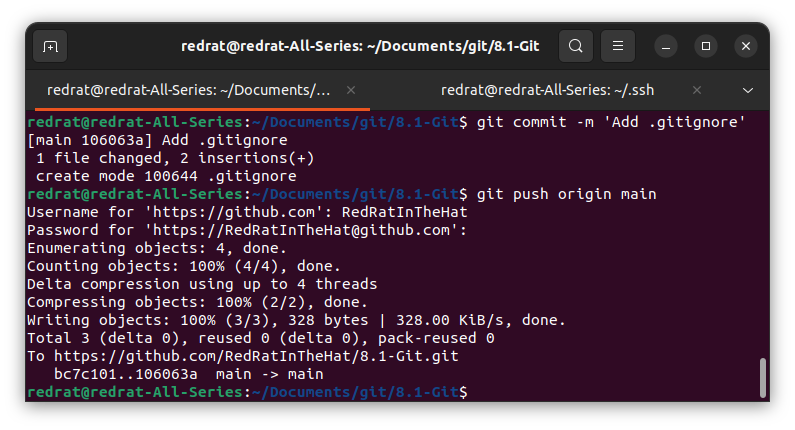 redrat@redrat-All-Series: ~/Documents/git/8.1-Git
redrat@redrat-All-Series: ~/Documents/...
redrat@redrat-All-Series: ~/.ssh
redrat@redrat-All-Series:~/Documents/git/8.1-Git$ git commit -m 'Add .gitignore'
[main 106063a] Add .gitignore
 1 file changed, 2 insertions(+)
 create mode 100644 .gitignore
redrat@redrat-All-Series:~/Documents/git/8.1-Git$ git push origin main
Username for 'https://github.com': RedRatInTheHat
Password for 'https://RedRatInTheHat@github.com':
Enumerating objects: 4, done.
Counting objects: 100% (4/4), done.
Delta compression using up to 4 threads
Compressing objects: 100% (2/2), done.
Writing objects: 100% (3/3), 328 bytes | 328.00 KiB/s, done.
Total 3 (delta 0), reused 0 (delta 0), pack-reused 0
To https://github.com/RedRatInTheHat/8.1-Git.git
   bc7c101..106063a  main -> main
redrat@redrat-All-Series:~/Documents/git/8.1-Git$